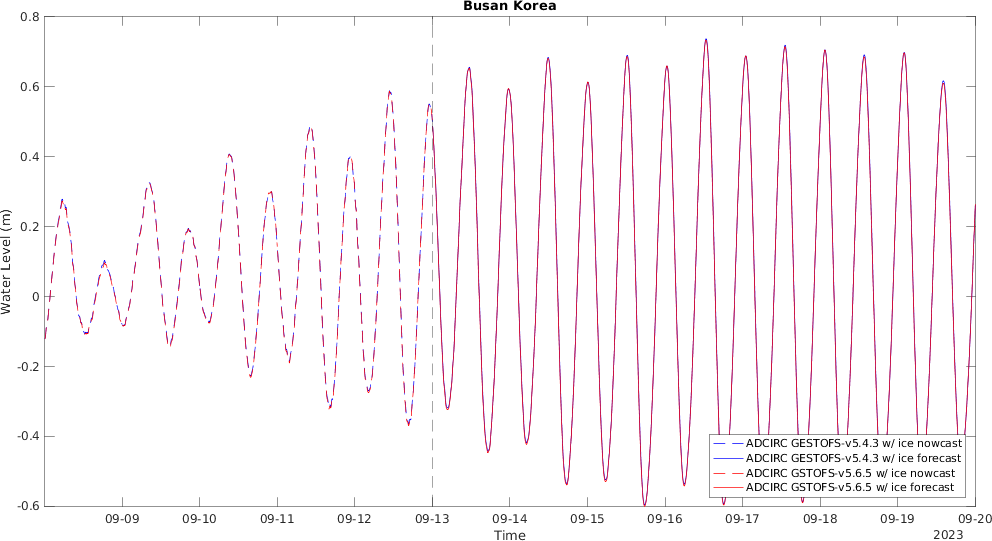 Busan Korea
0.8
0.6
0.4
0.2
0
-0.2
-0.4
-0.6
Water Level (m)
ADCIRC GESTOFS-v5.4.3 w/ ice nowcast
ADCIRC GESTOFS-v5.4.3 w/ ice forecast
ADCIRC GSTOFS-v5.6.5 w/ ice nowcast
ADCIRC GSTOFS-v5.6.5 w/ ice forecast
09-09 09-10 09-11 09-12 09-13 09-14 09-15 09-16 09-17 09-18 09-19 09-20
Time
2023